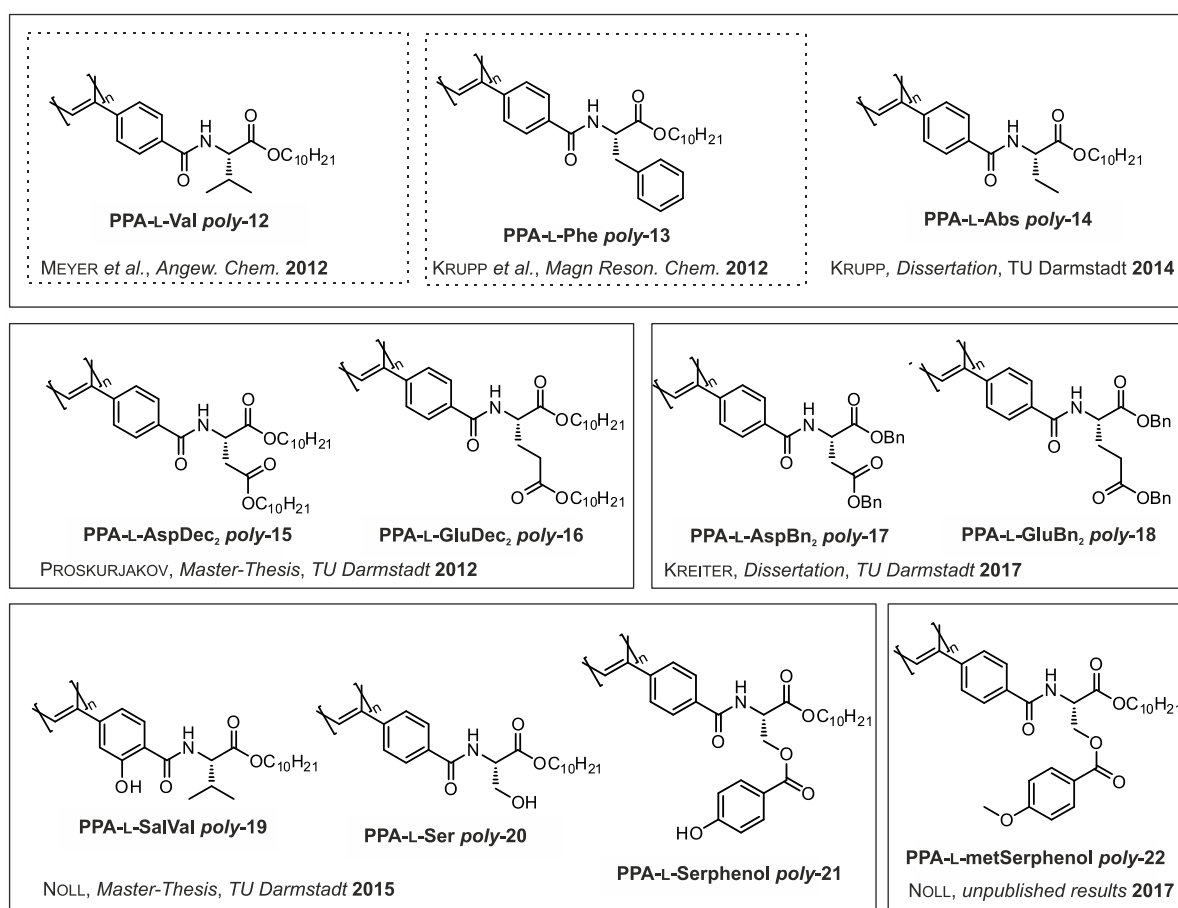 n
H
N
O
O
OC10H21
PPA-L-Val poly-12
MEYER et al., Angew. Chem. 2012
n
H
N
O
O
OC10H21
PPA-L-Phe poly-13
KRUPP et al., Magn Reson. Chem. 2012
n
H
N
O
O
OC10H21
PPA-L-Abs poly-14
KRUPP, Dissertation, TU Darmstadt 2014
n
H
N
O
O
OC10H21
O
OC10H21
PPA-L-AspDec2 poly-15
n
H
N
O
O
OC10H21
O
OC10H21
PPA-L-GluDec2 poly-16
PROSKURJAKOV, Master-Thesis, TU Darmstadt 2012
n
H
N
O
O
OBn
O
OBn
PPA-L-AspBn2 poly-17
n
H
N
O
O
OBn
O
OBn
PPA-L-GluBn2 poly-18
KREITER, Dissertation, TU Darmstadt 2017
n
H
N
O
O
OC10H21
OH
PPA-L-SalVal poly-19
n
H
N
O
O
OC10H21
OH
PPA-L-Ser poly-20
n
H
N
O
O
OC10H21
O
O
HO
PPA-L-Serphenol poly-21
NOLL, Master-Thesis, TU Darmstadt 2015
n
H
N
O
O
OC10H21
O
O
O
PPA-L-metSerphenol poly-22
NOLL, unpublished results 2017